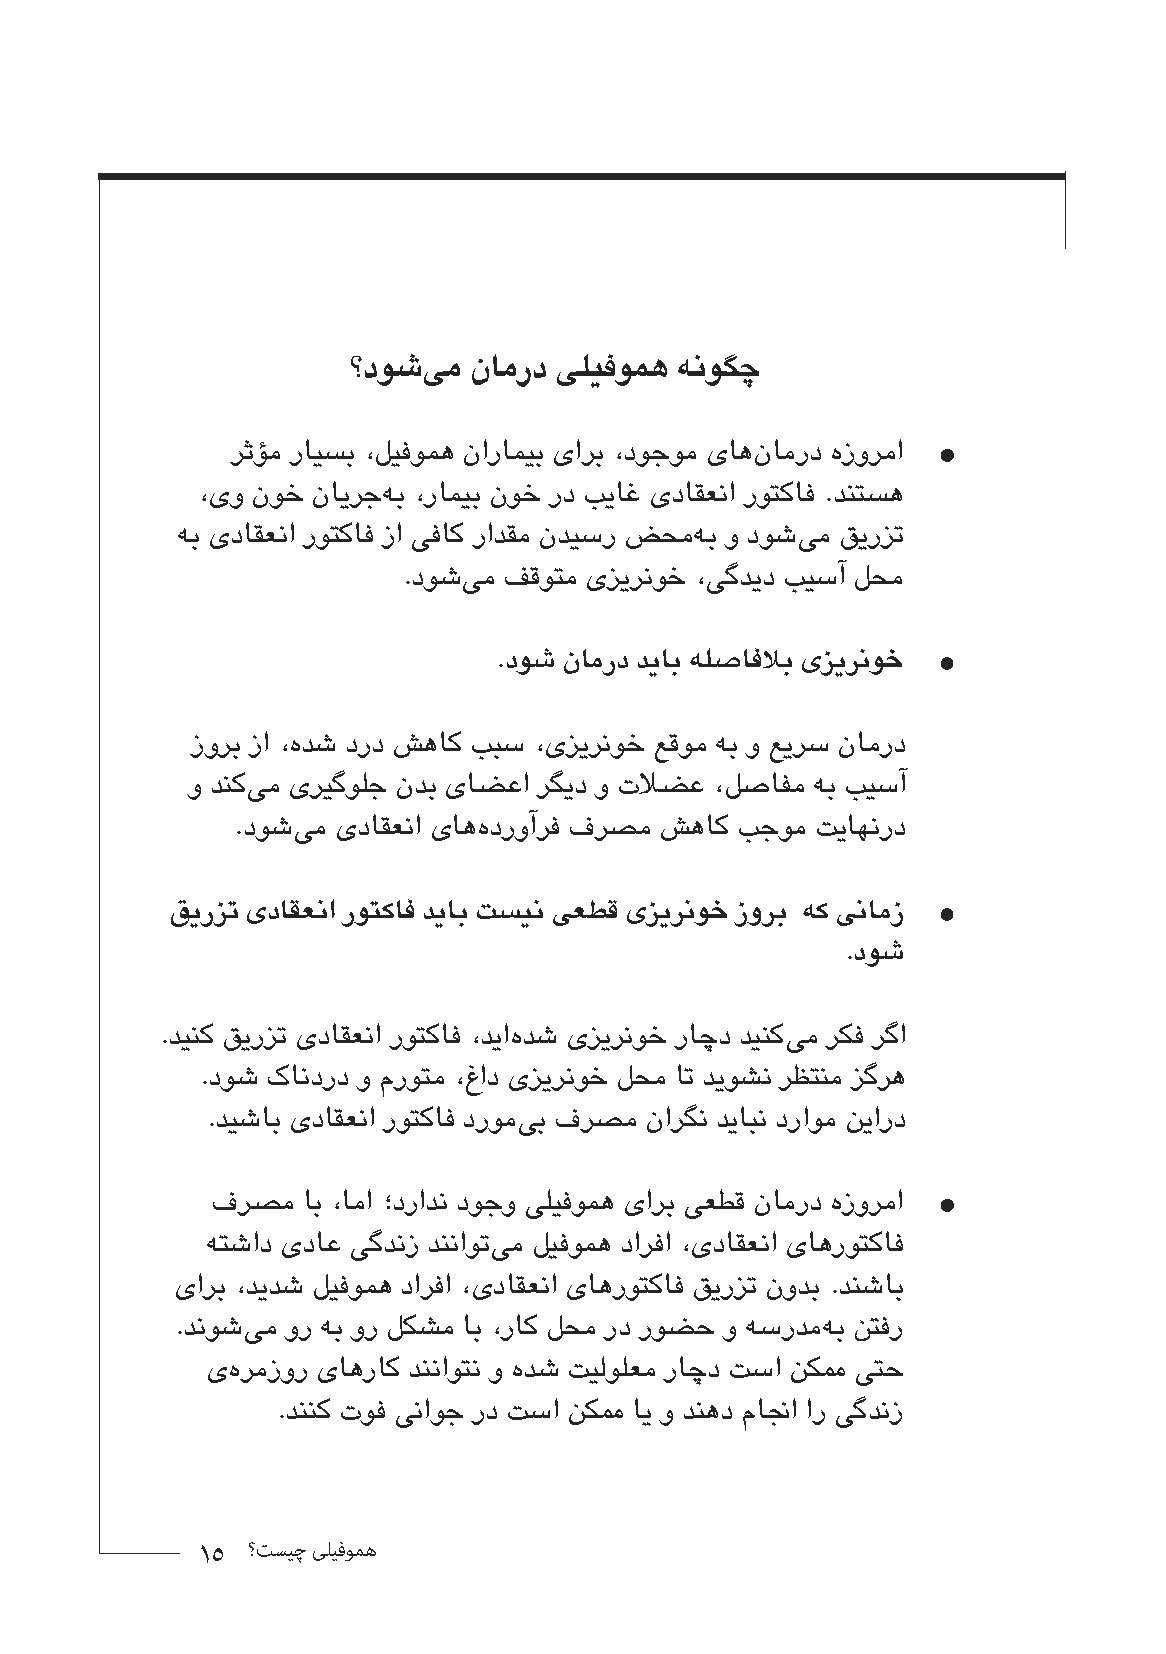 چگونه هموفیلی درمان می‌شود؟
● امروزه درمان‌های موجود، برای بیماران هموفیل، بسیار مؤثر
هستند. فاکتور انعقادی غایب در خون بیمار، به‌جریان خون وی،
تزریق می‌شود و به‌محض رسیدن مقدار کافی از فاکتور انعقادی به
محل آسیب دیدگی، خونریزی متوقف می‌شود.
● خونریزی بلافاصله باید درمان شود.
درمان سریع و به موقع خونریزی، سبب کاهش درد شده، از بروز
آسیب به مفاصل، عضلات و دیگر اعضای بدن جلوگیری می‌کند و
درنهایت موجب کاهش مصرف فرآورده‌های انعقادی می‌شود.
● زمانی که بروز خونریزی قطعی نیست باید فاکتور انعقادی تزریق
شود.
اگر فکر می‌کنید دچار خونریزی شده‌اید، فاکتور انعقادی تزریق کنید.
هرگز منتظر نشوید تا محل خونریزی داغ، متورم و دردناک شود.
دراین موارد نباید نگران مصرف بی‌مورد فاکتور انعقادی باشید.
● امروزه درمان قطعی برای هموفیلی وجود ندارد؛ اما، با مصرف
فاکتورهای انعقادی، افراد هموفیل می‌توانند زندگی عادی داشته
باشند. بدون تزریق فاکتورهای انعقادی، افراد هموفیل شدید، برای
رفتن به‌مدرسه و حضور در محل کار، با مشکل رو به رو می‌شوند.
حتی ممکن است دچار معلولیت شده و نتوانند کارهای روزمره‌ی
زندگی را انجام دهند و یا ممکن است در جوانی فوت کنند.
هموفیلی چیست؟ ۱۵